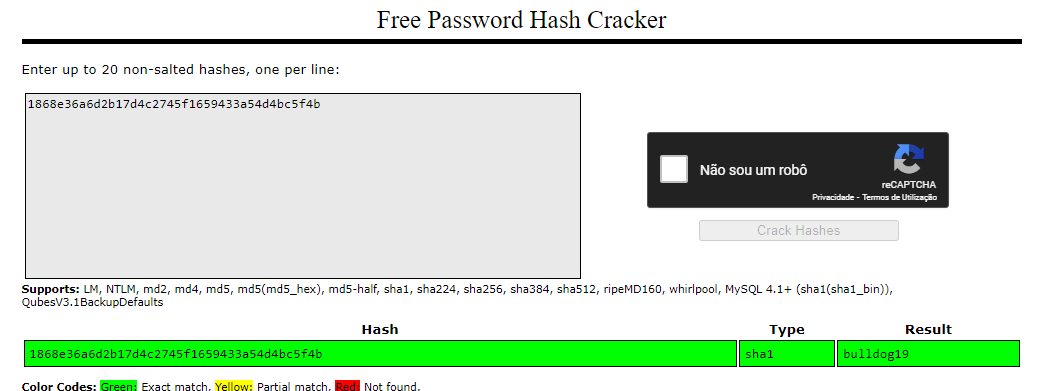 Free Password Hash Cracker
Enter up to 20 non-salted hashes, one per line:
1868e36a6d2b17d4c2745f1659433a54d4bc5f4b
Não sou um robô
reCAPTCHA
Privacidade - Termos de Utilização
Crack Hashes
Supports: LM, NTLM, md2, md4, md5, md5(md5_hex), md5-half, sha1, sha224, sha256, sha384, sha512, ripeMD160, whirlpool, MySQL 4.1+ (sha1(sha1_bin)),
QubesV3.1BackupDefaults
Hash Type Result
1868e36a6d2b17d4c2745f1659433a54d4bc5f4b sha1 bulldog19
Color Codes: Green: Exact match, Yellow: Partial match, Red: Not found.